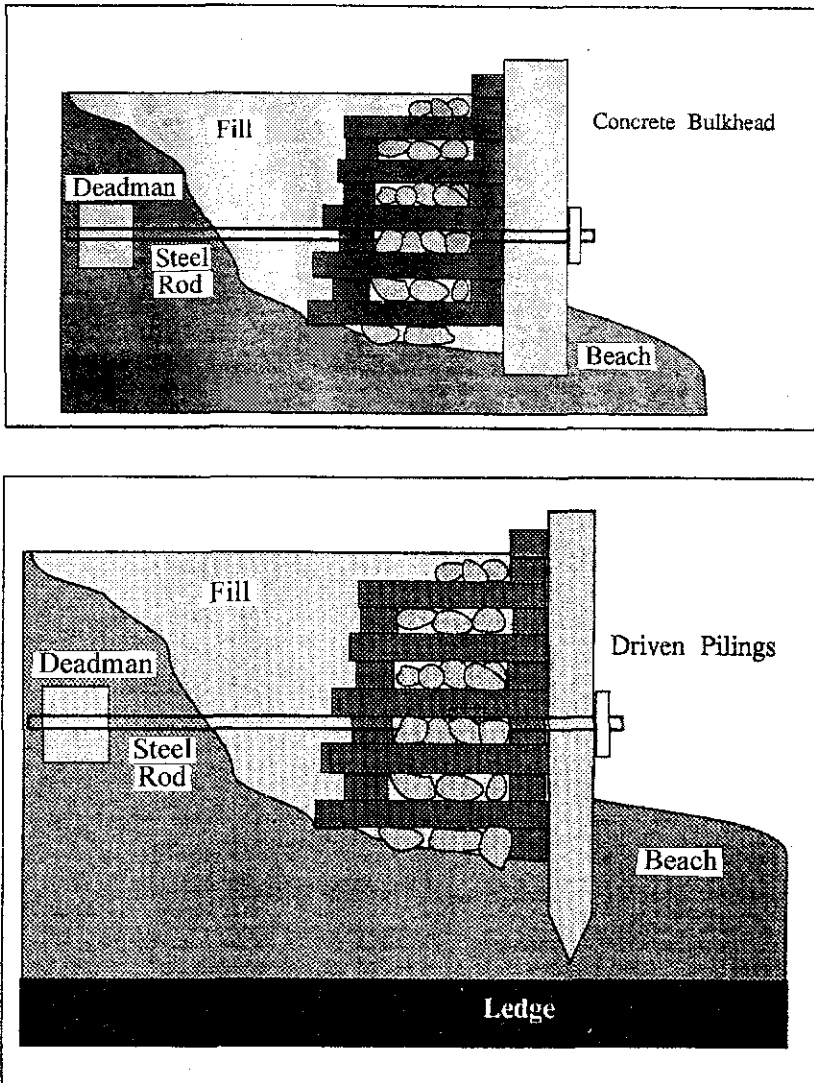 Fill
Concrete Bulkhead
Deadman
Steel
Rod
Beach
Fill
Driven Pilings
Deadman
Steel
Rod
Beach
Ledge